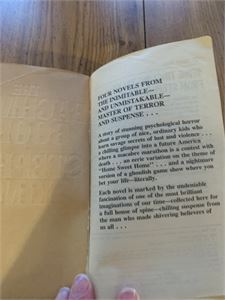 FOUR NOVELS FROM
THE INIMITABLE—
AND UNMISTAKABLE—
MASTER OF TERROR
AND SUSPENSE . . .
A story of stunning psychological horror
about a group of nice, ordinary kids who
learn savage secrets of lust and violence . . .
a chilling glimpse into a future America
where a macabre marathon is a contest with
death . . . an eerie variation on the theme of
"Home Sweet Home" . . . and a nightmare
version of a ghoulish game show where you
bet your life—literally.
Each novel is marked by the undeniable
fascination of one of the most brilliant
imaginations of our time—collected here for
a full house of spine-chilling suspense from
the man who made shivering believers of
us all . . .